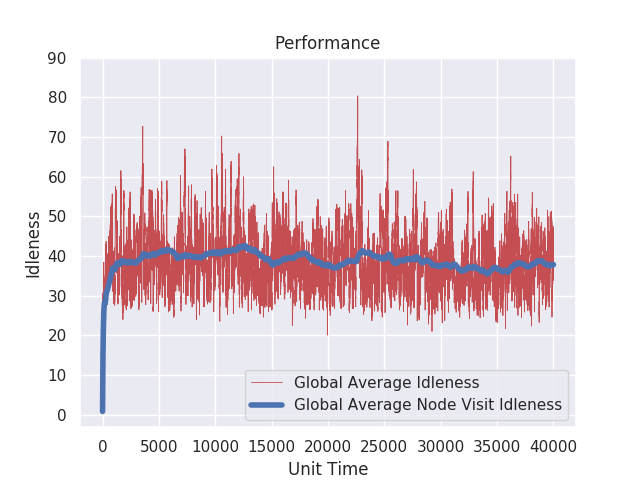 Performance
90
80
70
60
50
40
30
20
10
0
Idleness
Global Average Idleness
Global Average Node Visit Idleness
0 5000 10000 15000 20000 25000 30000 35000 40000
Unit Time